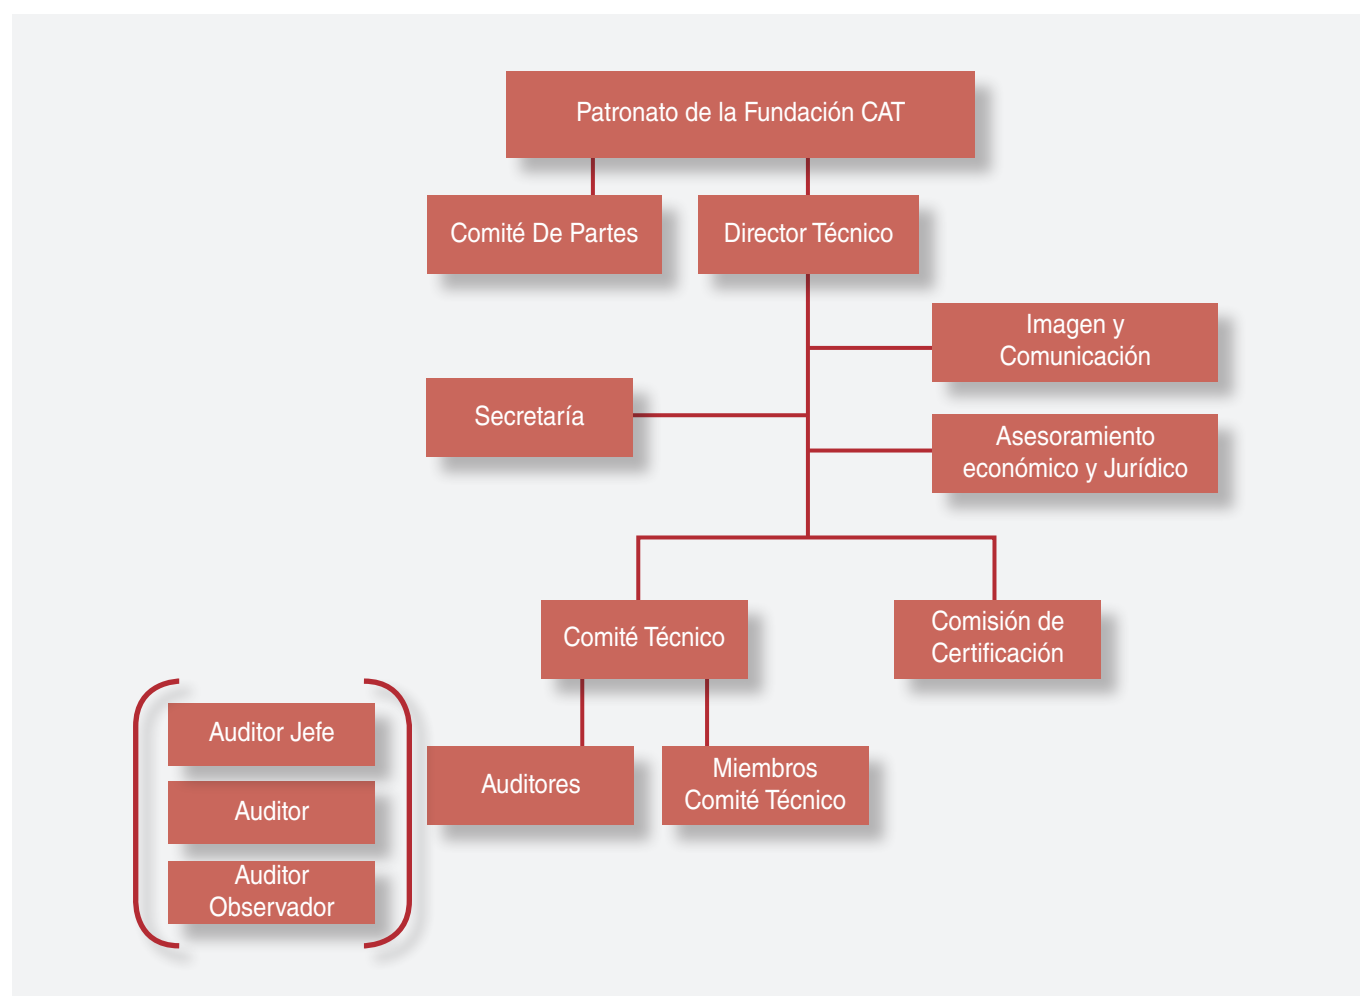 Patronato de la Fundación CAT
Comité De Partes
Director Técnico
Imagen y
Comunicación
Secretaría
Asesoramiento
económico y Jurídico
Comité Técnico
Comisión de
Certificación
Auditor Jefe
Auditor
Auditor
Observador
Auditores
Miembros
Comité Técnico